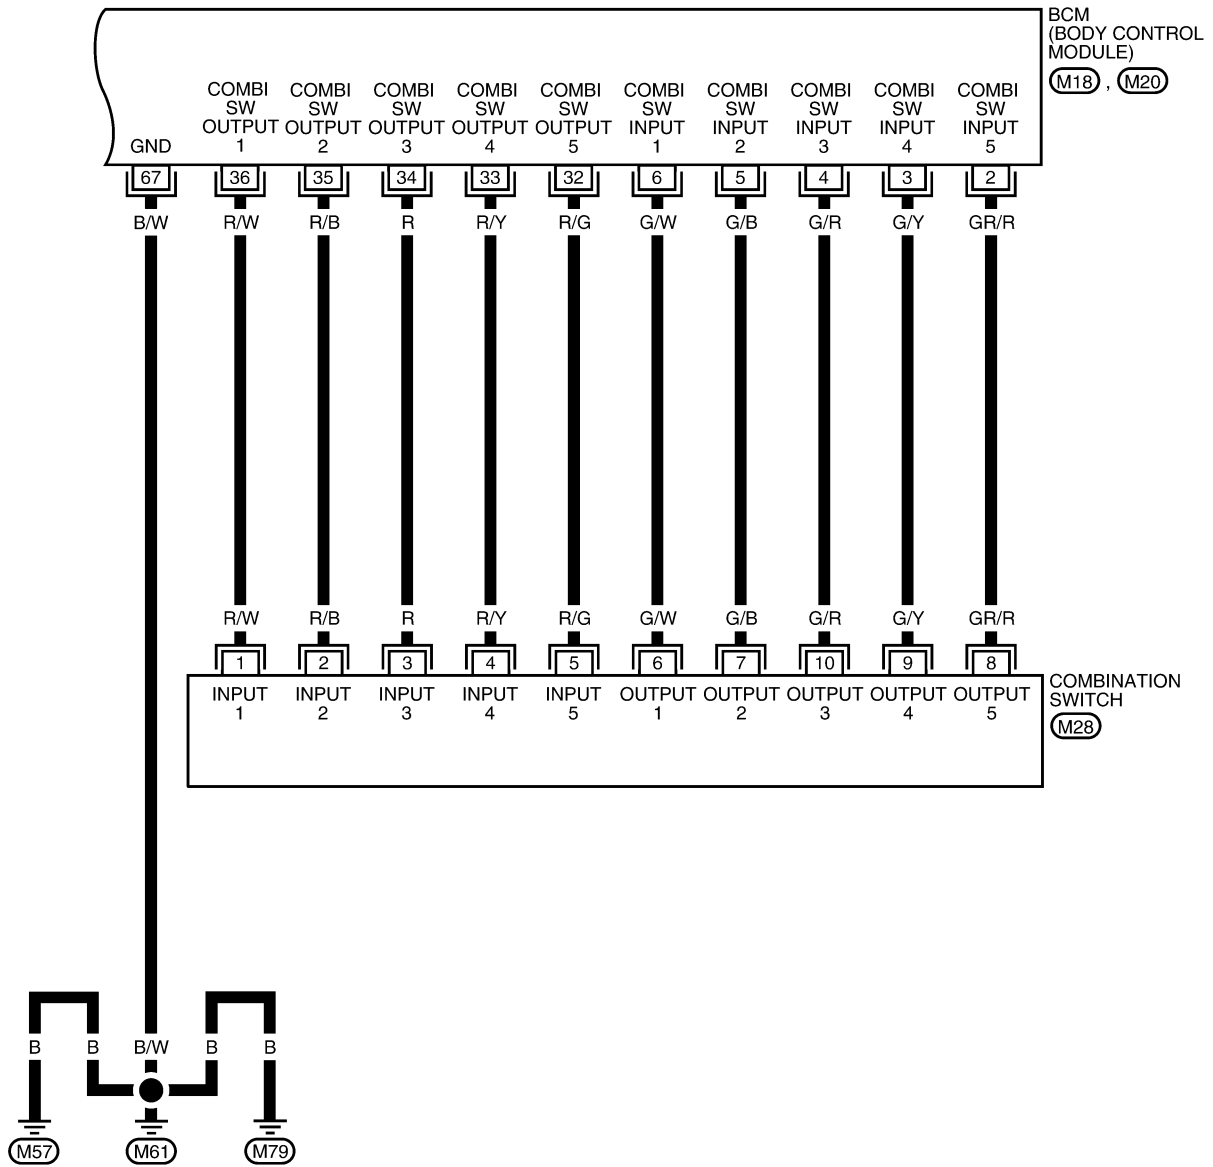 BCM
(BODY CONTROL
MODULE)
M18 , M20
COMBI COMBI COMBI COMBI COMBI COMBI COMBI COMBI COMBI COMBI
SW SW SW SW SW SW SW SW SW SW
OUTPUT OUTPUT OUTPUT OUTPUT OUTPUT INPUT INPUT INPUT INPUT INPUT
GND 1 2 3 4 5 1 2 3 4 5
67 36 35 34 33 32 6 5 4 3 2
B/W R/W R/B R R/Y R/G G/W G/B G/R G/Y GR/R
R/W R/B R R/Y R/G G/W G/B G/R G/Y GR/R
1 2 3 4 5 6 7 10 9 8
INPUT INPUT INPUT INPUT INPUT OUTPUT OUTPUT OUTPUT OUTPUT OUTPUT
1 2 3 4 5 1 2 3 4 5
COMBINATION
SWITCH
M28
B B B/W B B
M57 M61 M79